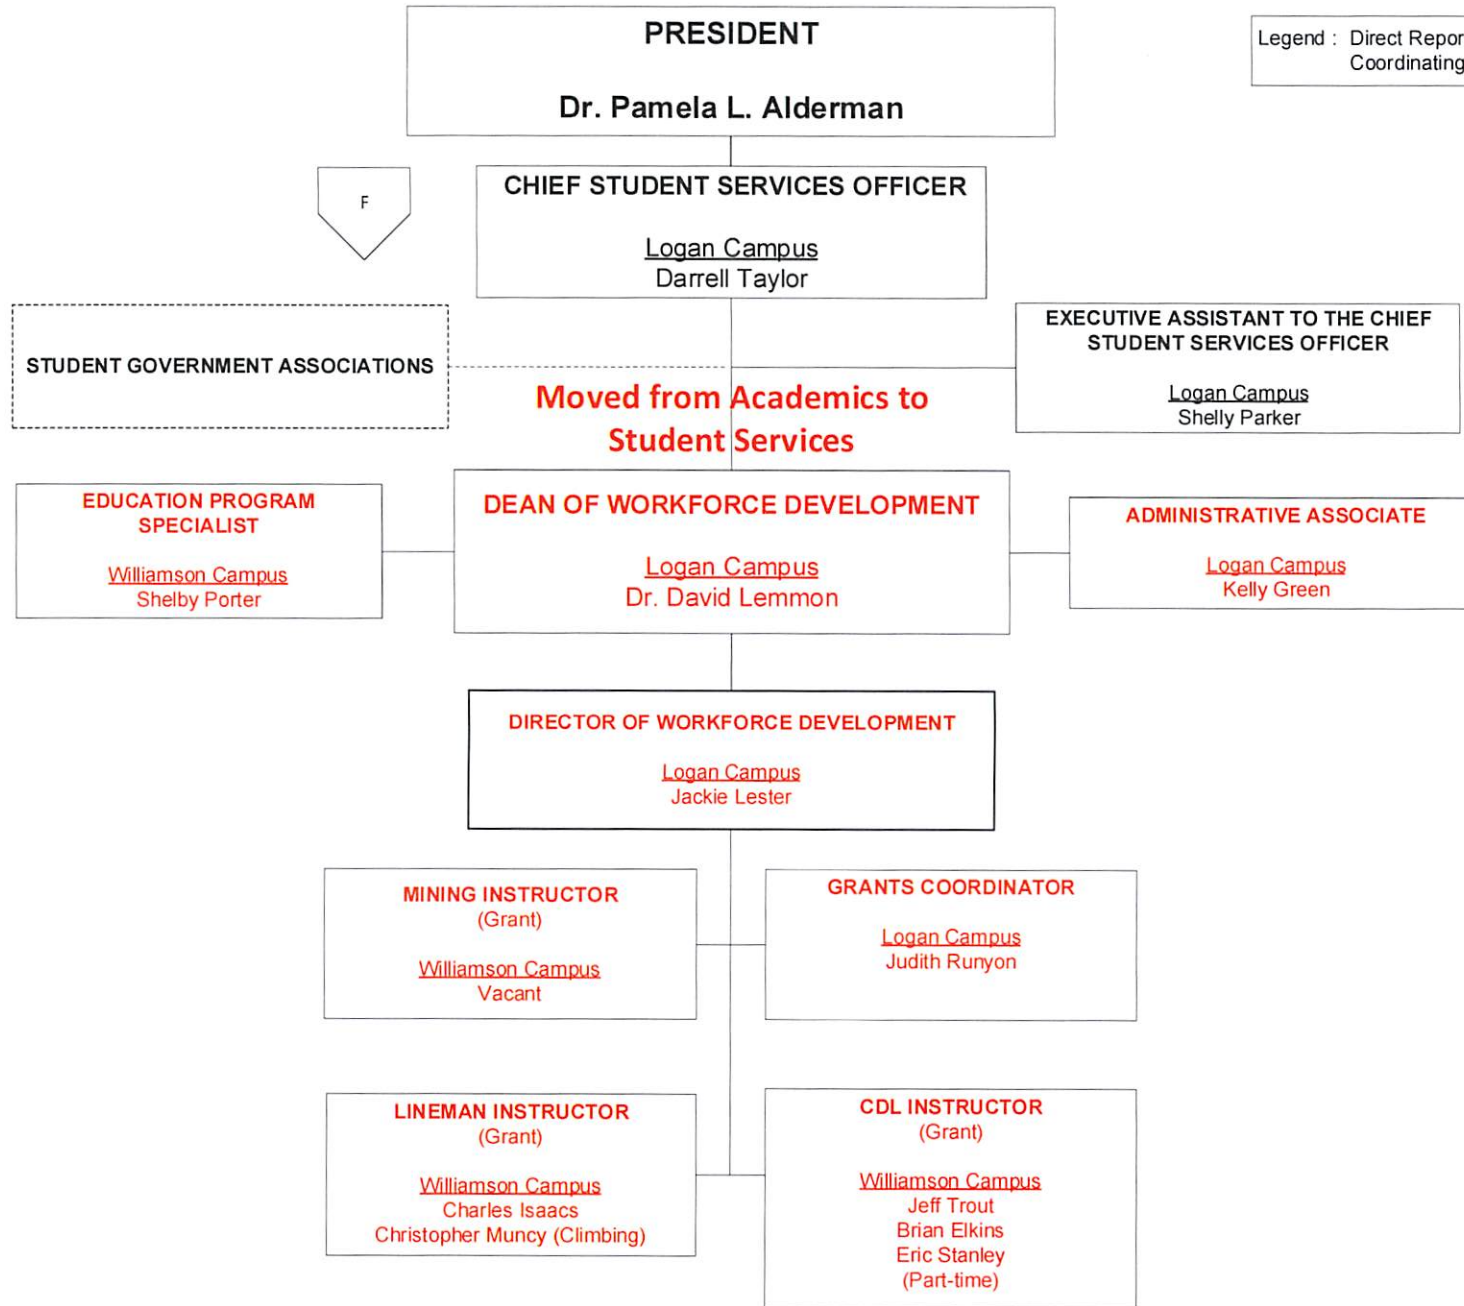 PRESIDENT
Dr. Pamela L. Alderman
Legend : Direct Repor
Coordinating
F
CHIEF STUDENT SERVICES OFFICER
Logan Campus
Darrell Taylor
STUDENT GOVERNMENT ASSOCIATIONS
EXECUTIVE ASSISTANT TO THE CHIEF
STUDENT SERVICES OFFICER
Logan Campus
Shelly Parker
Moved from Academics to
Student Services
EDUCATION PROGRAM
SPECIALIST
Williamson Campus
Shelby Porter
DEAN OF WORKFORCE DEVELOPMENT
Logan Campus
Dr. David Lemmon
ADMINISTRATIVE ASSOCIATE
Logan Campus
Kelly Green
DIRECTOR OF WORKFORCE DEVELOPMENT
Logan Campus
Jackie Lester
MINING INSTRUCTOR
(Grant)
Williamson Campus
Vacant
GRANTS COORDINATOR
Logan Campus
Judith Runyon
LINEMAN INSTRUCTOR
(Grant)
Williamson Campus
Charles Isaacs
Christopher Muncy (Climbing)
CDL INSTRUCTOR
(Grant)
Williamson Campus
Jeff Trout
Brian Elkins
Eric Stanley
(Part-time)